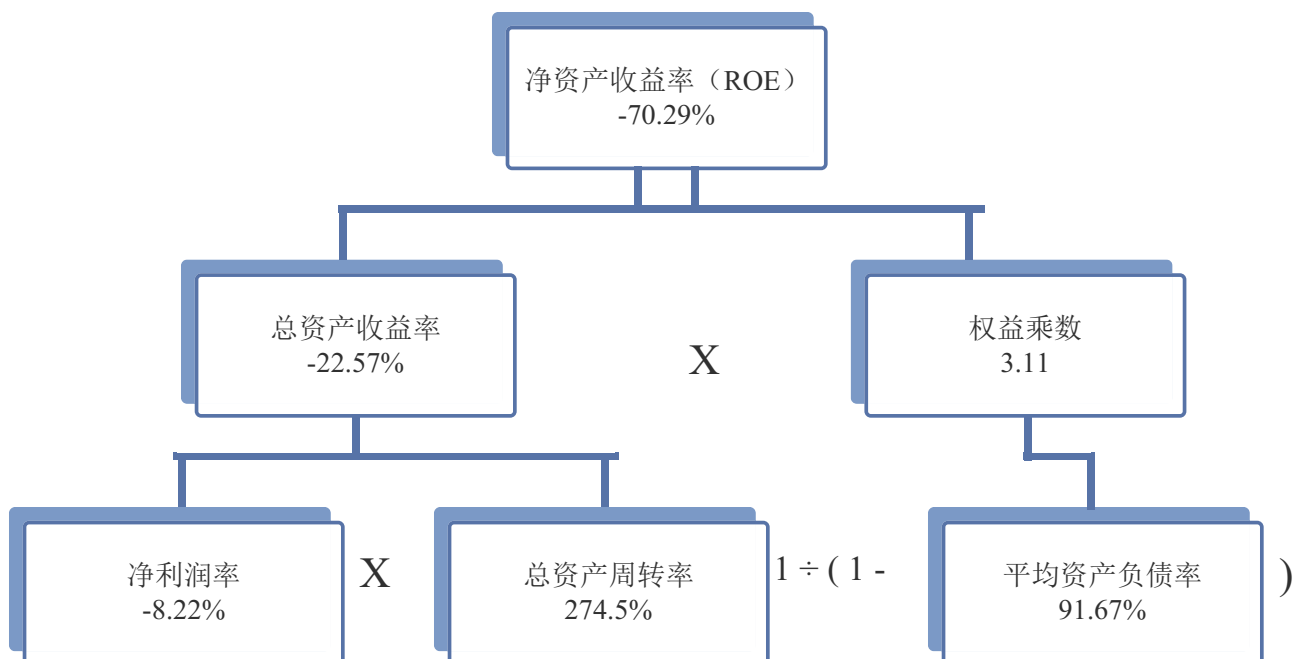 净资产收益率（ROE）
-70.29%
总资产收益率
-22.57%
X
权益乘数
3.11
净利润率
-8.22%
X
总资产周转率
274.5%
1 ÷ ( 1 -
平均资产负债率
91.67%
)